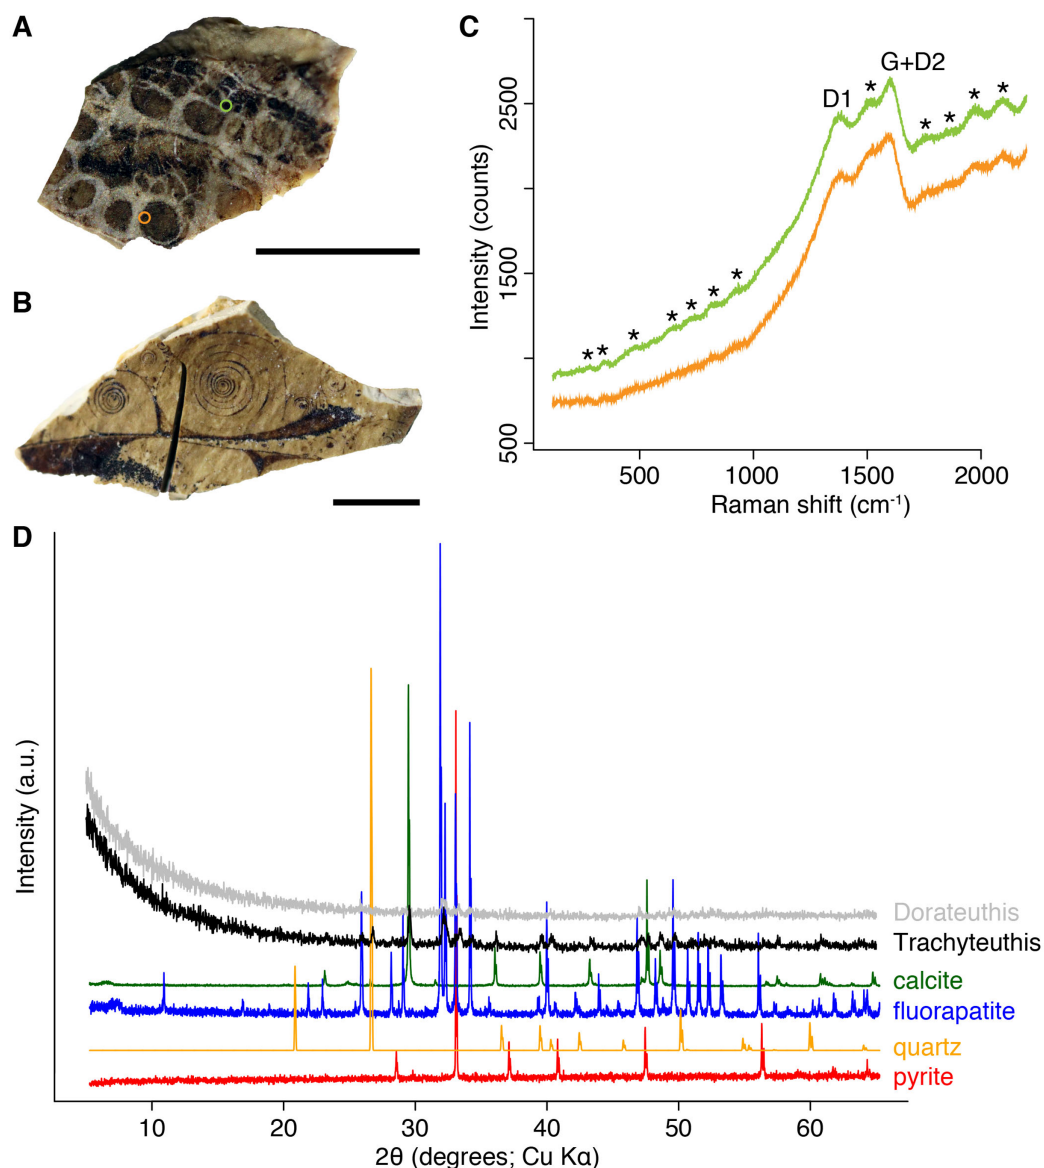 A
B
C
D1
G+D2
* * * * * * * * * * *
Intensity (counts)
500
1500
2500
500
1000
1500
2000
Raman shift (cm⁻¹)
D
Intensity (a.u.)
Dorateuthis
Trachyteuthis
calcite
fluorapatite
quartz
pyrite
10
20
30
40
50
60
2θ (degrees; Cu Kα)